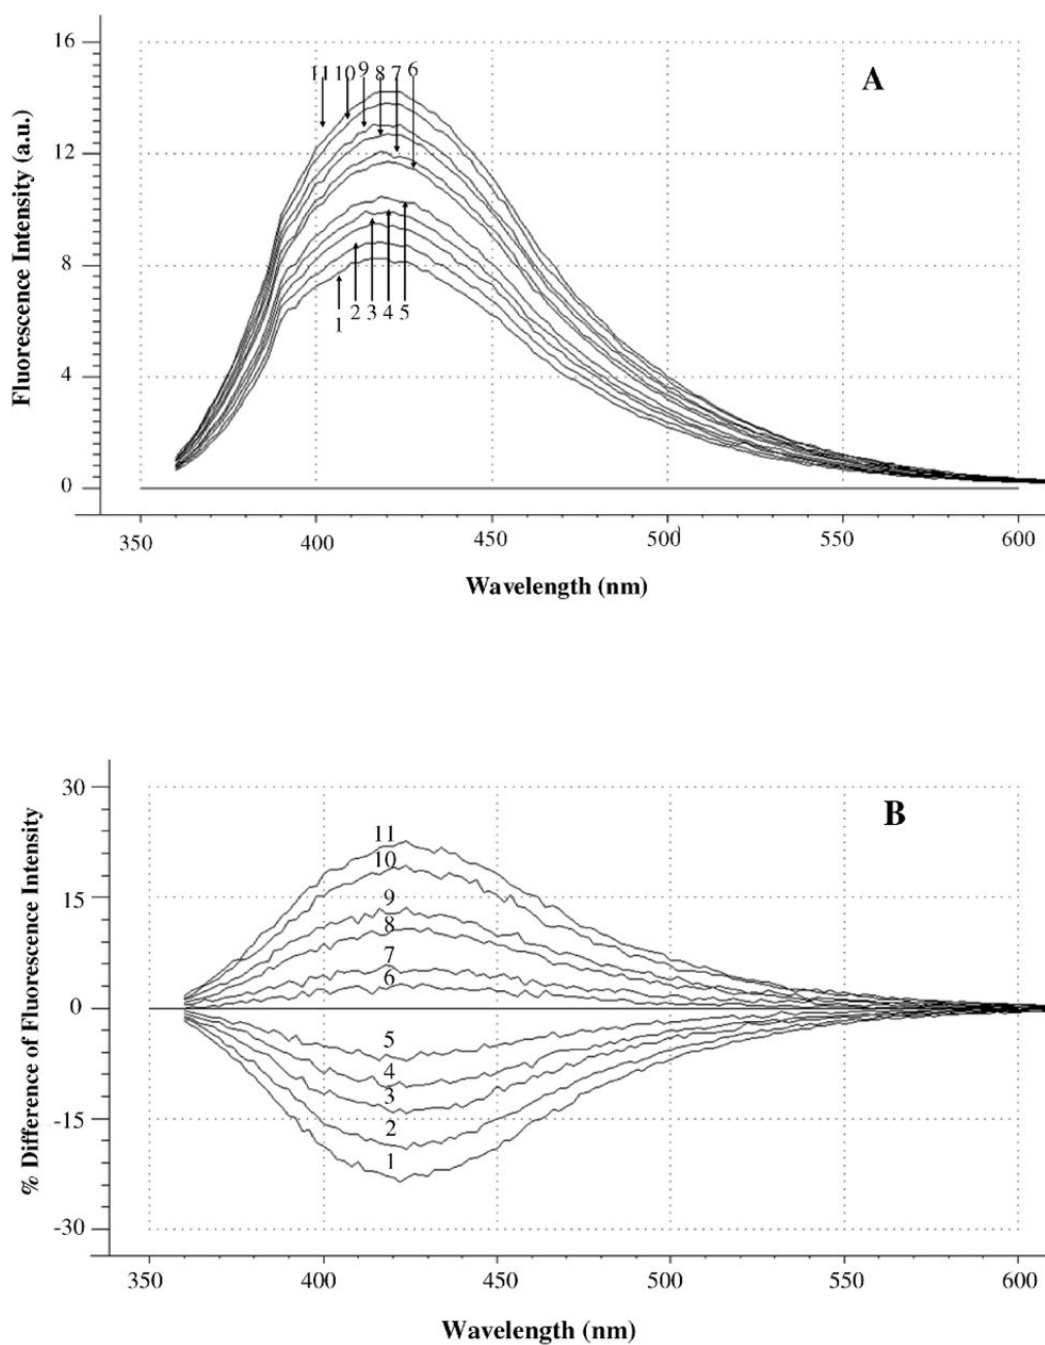 16
12
8
4
0
Fluorescence Intensity (a.u.)
A
11 10 9 8 7 6
1 2 3 4 5
350 400 450 500 550 600
Wavelength (nm)
30
15
0
-15
-30
% Difference of Fluorescence Intensity
B
11
10
9
8
7
6
5
4
3
2
1
350 400 450 500 550 600
Wavelength (nm)